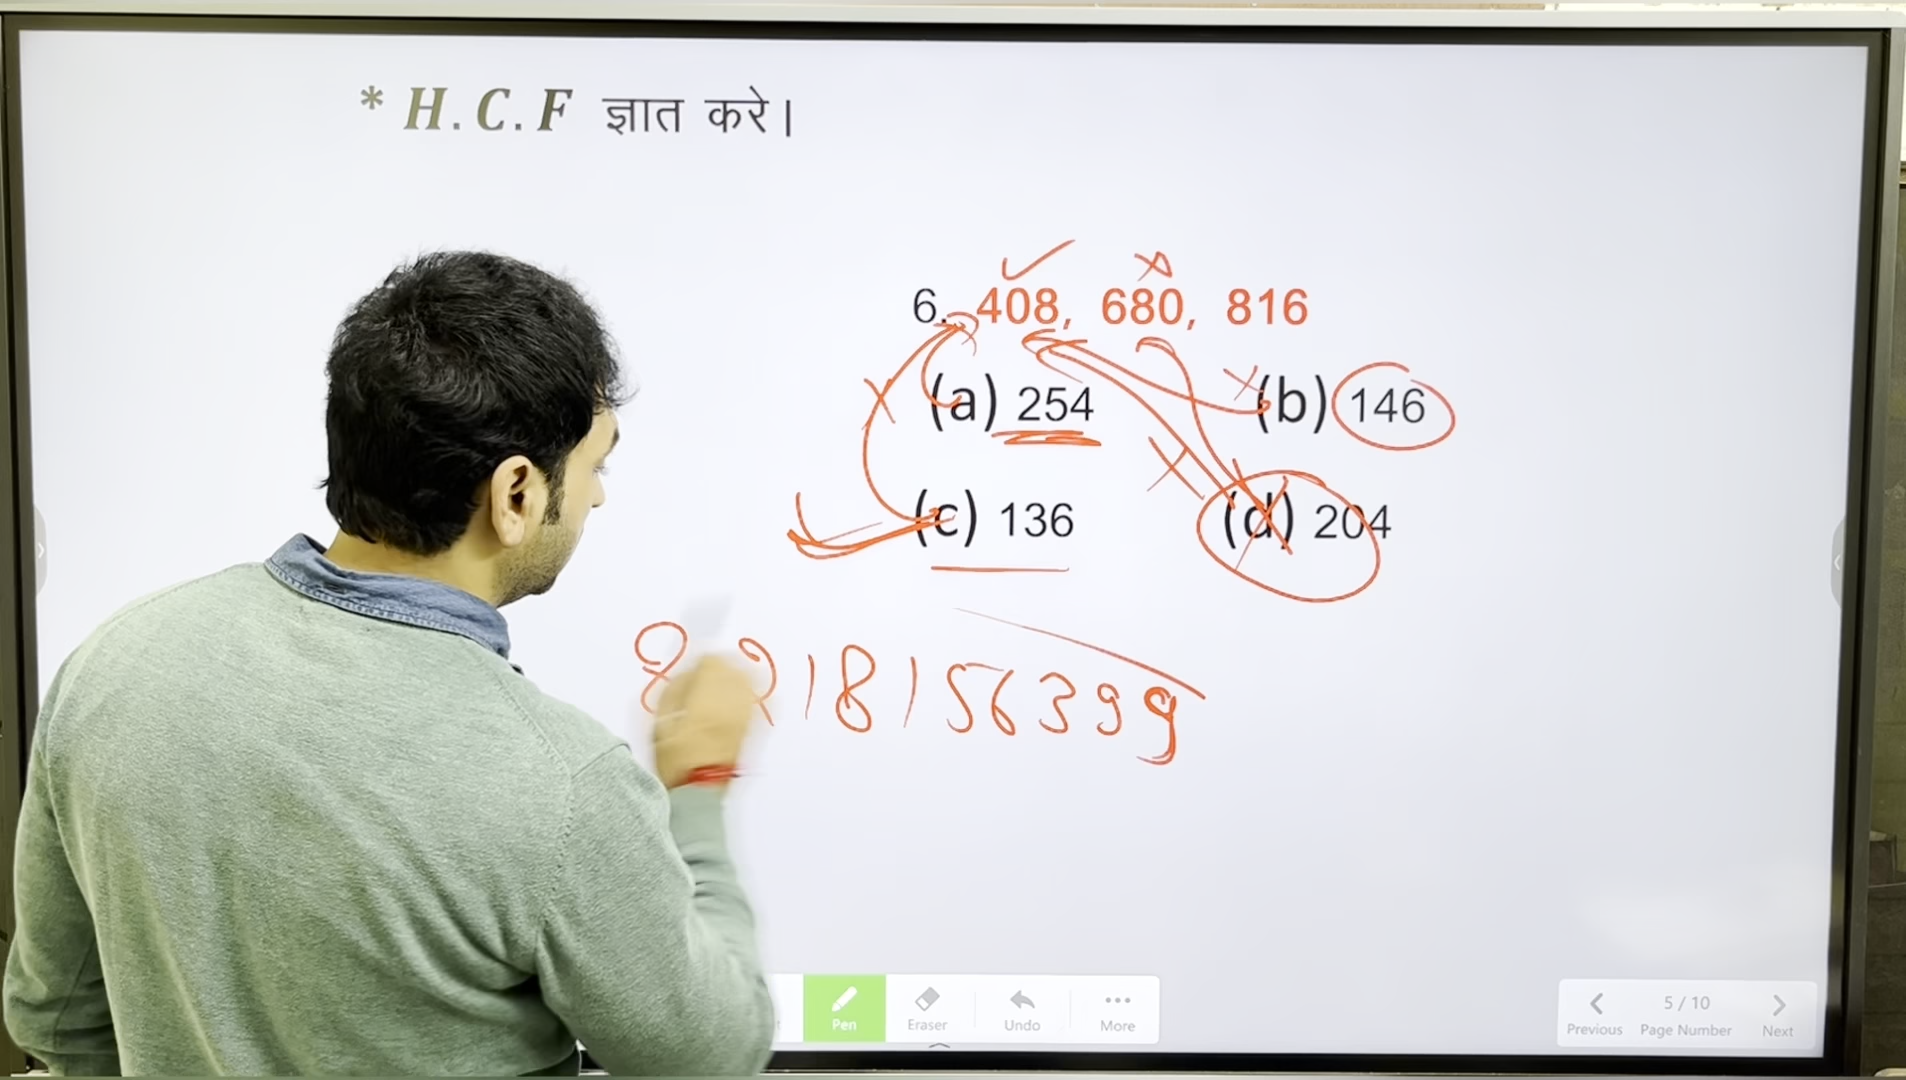 * H.C.F ज्ञात करे।
6. 408, 680, 816
(a) 254 (b) 146
(c) 136 (d) 204
218156399
Pen Eraser Undo More
5 / 10
Previous Page Number Next